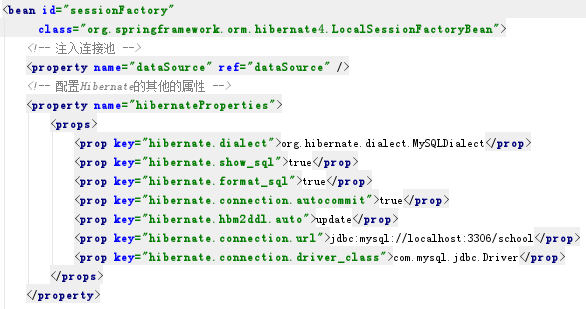 <bean id="sessionFactory"
class="org.springframework.orm.hibernate4.LocalSessionFactoryBean">
<!-- 注入连接池 -->
<property name="dataSource" ref="dataSource" />
<!-- 配置Hibernate的其他的属性 -->
<property name="hibernateProperties">
<props>
<prop key="hibernate.dialect">org.hibernate.dialect.MySQLDialect</prop>
<prop key="hibernate.show_sql">true</prop>
<prop key="hibernate.format_sql">true</prop>
<prop key="hibernate.connection.autocommit">true</prop>
<prop key="hibernate.hbm2ddl.auto">update</prop>
<prop key="hibernate.connection.url">jdbc:mysql://localhost:3306/school</prop>
<prop key="hibernate.connection.driver_class">com.mysql.jdbc.Driver</prop>
</props>
</property>